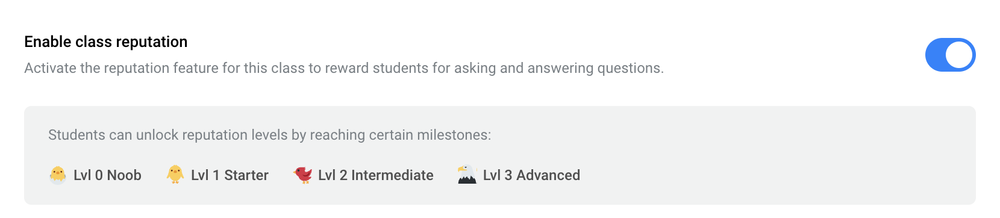 Enable class reputation
Activate the reputation feature for this class to reward students for asking and answering questions.
Students can unlock reputation levels by reaching certain milestones:
Lvl 0 Noob Lvl 1 Starter Lvl 2 Intermediate Lvl 3 Advanced